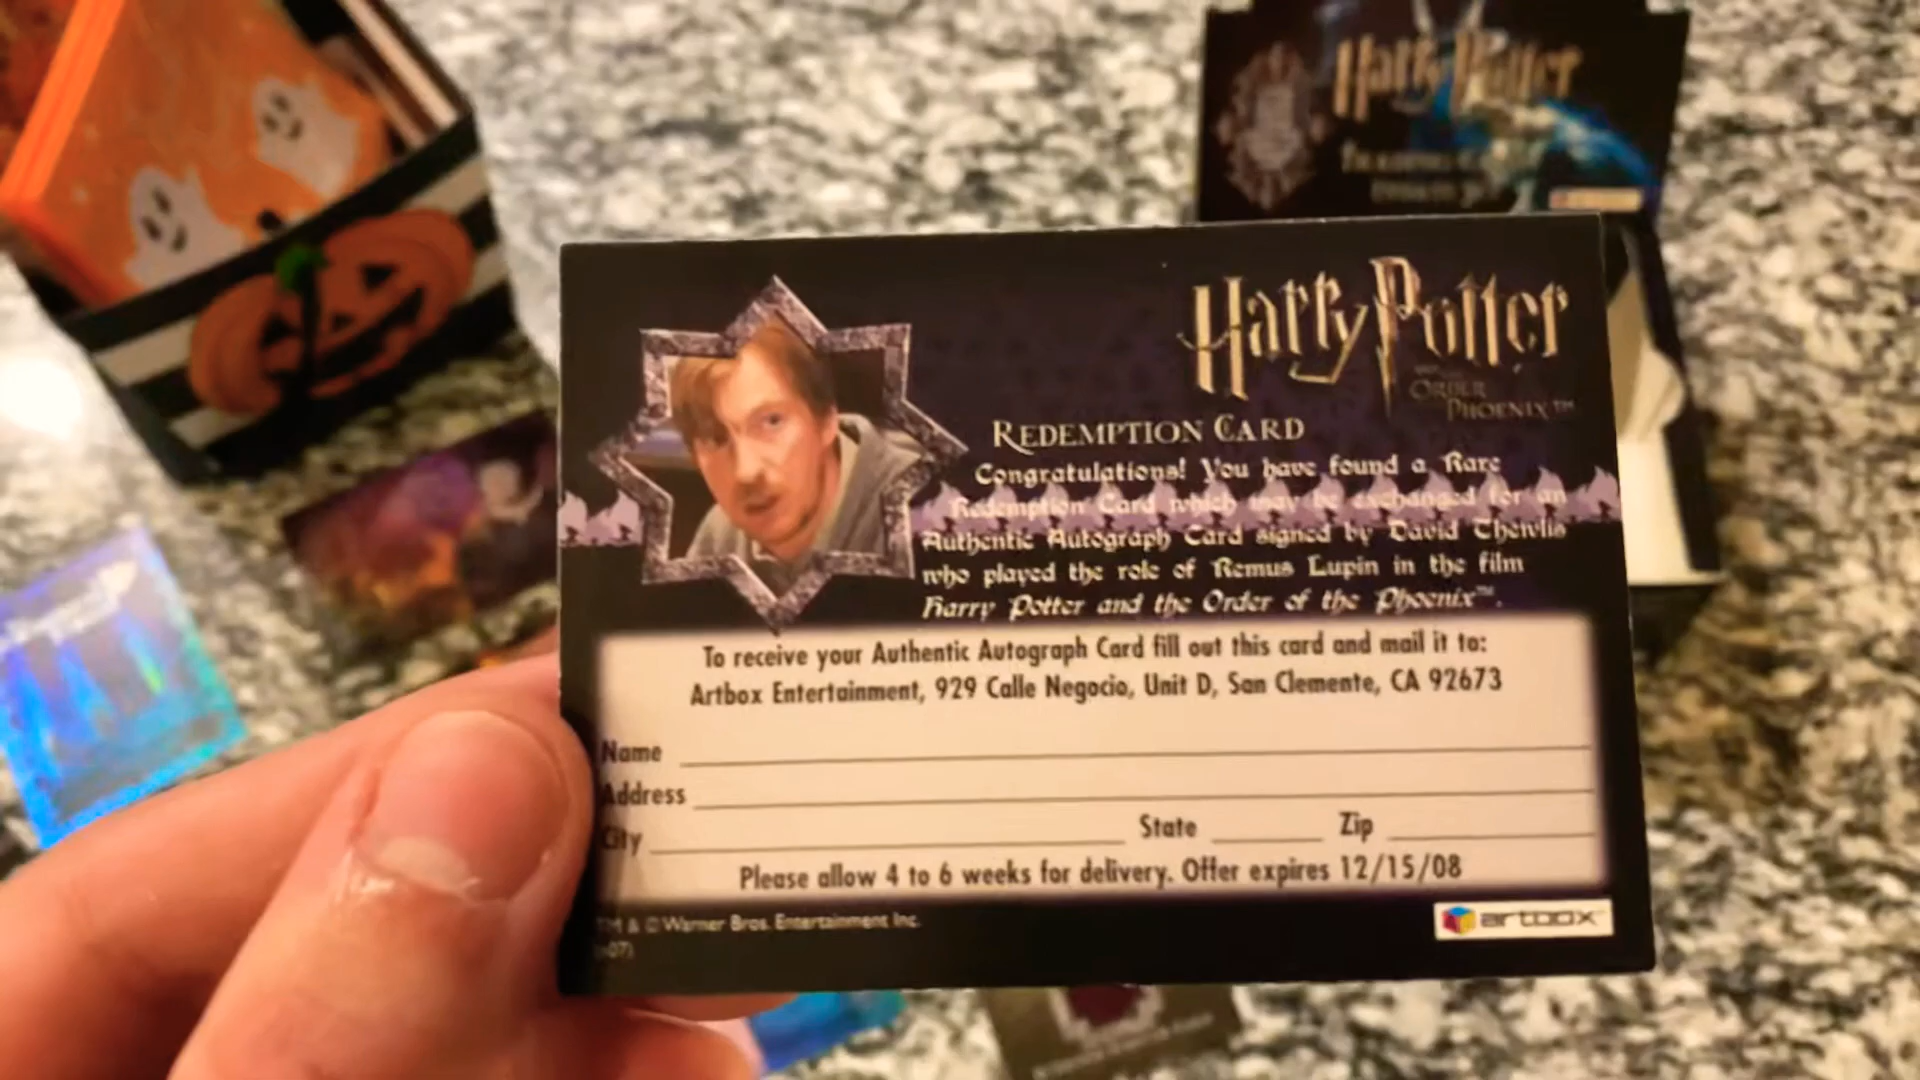 Harry Potter
Harry Potter
ORDER
PHOENIX™
REDEMPTION CARD
Congratulations! You have found a Rare
Redemption Card which may be exchanged for an
Authentic Autograph Card signed by David Thewlis
who played the role of Remus Lupin in the film
Harry Potter and the Order of the Phoenix™.
To receive your Authentic Autograph Card fill out this card and mail it to:
Artbox Entertainment, 929 Calle Negocio, Unit D, San Clemente, CA 92673
Name
Address
City State Zip
Please allow 4 to 6 weeks for delivery. Offer expires 12/15/08
TM & © Warner Bros. Entertainment Inc.
artbox